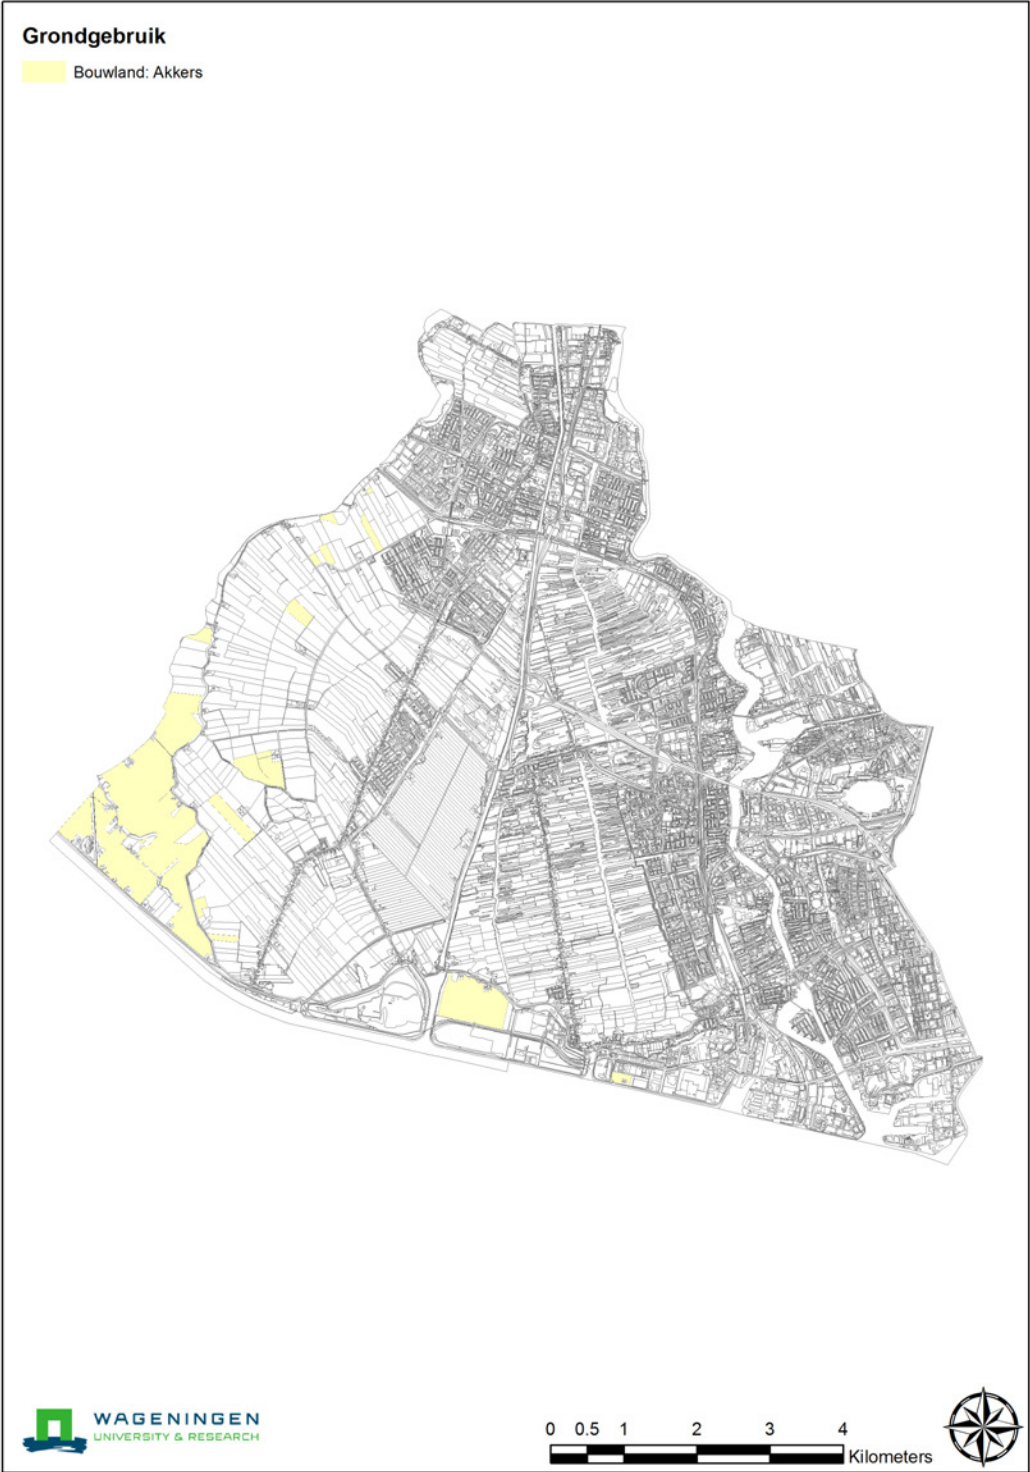 Grondgebruik
Bouwland: Akkers
WAGENINGEN
UNIVERSITY & RESEARCH
0 0.5 1 2 3 4
Kilometers